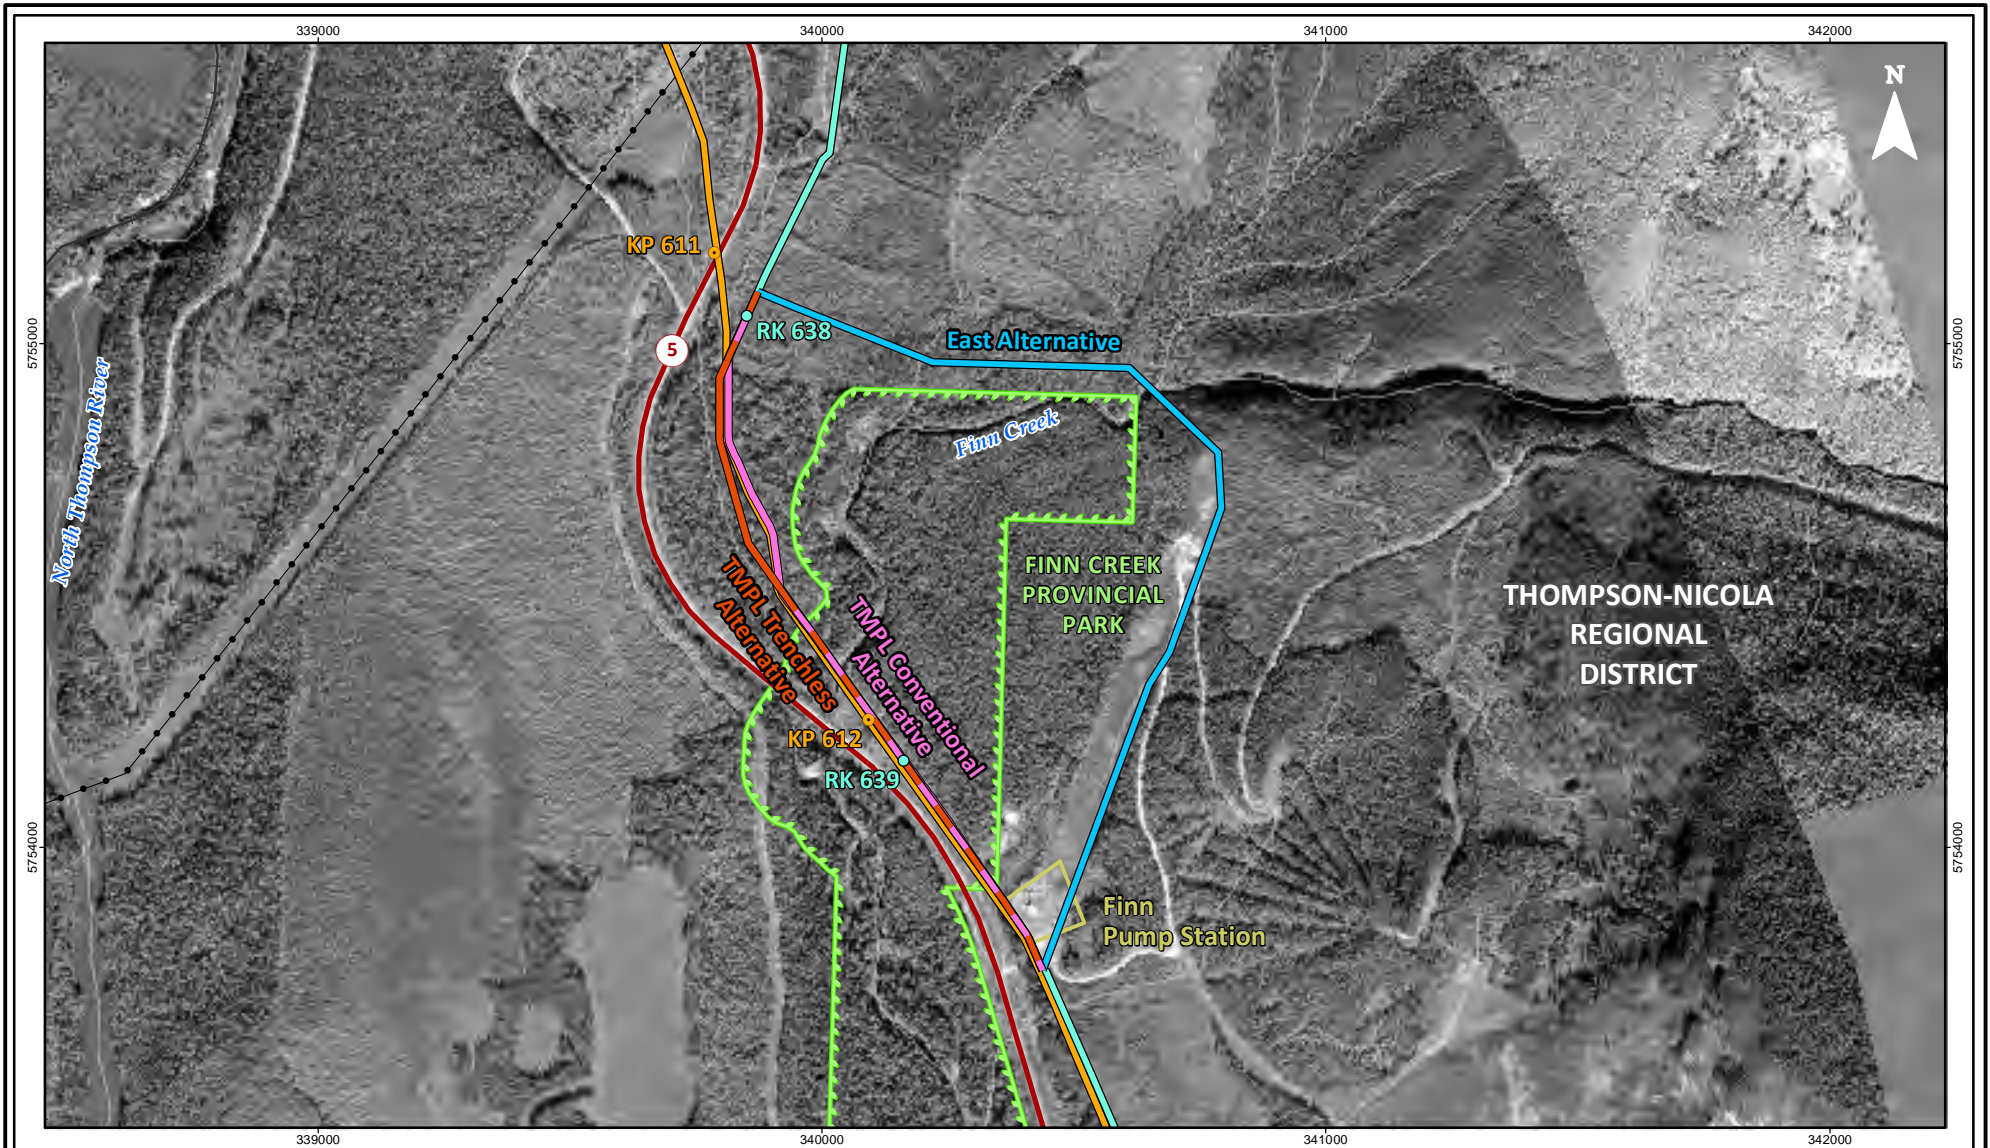 339000
340000
341000
342000
N
KP 611
RK 638
5
East Alternative
5755000
5755000
North Thompson River
Finn Creek
FINN CREEK
PROVINCIAL
PARK
THOMPSON-NICOLA
REGIONAL
DISTRICT
TMPL Trenchless
Alternative
TMPL Conventional
Alternative
KP 612
RK 639
5754000
5754000
Finn
Pump Station
339000
340000
341000
342000